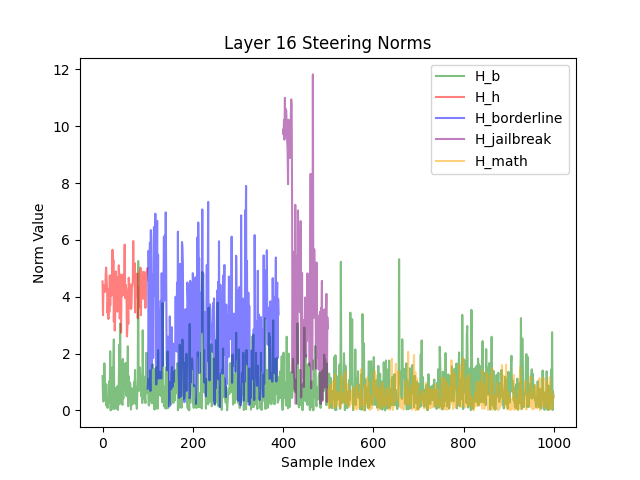 Layer 16 Steering Norms
H_b
H_h
H_borderline
H_jailbreak
H_math
Norm Value
12
10
8
6
4
2
0
0
200
400
600
800
1000
Sample Index